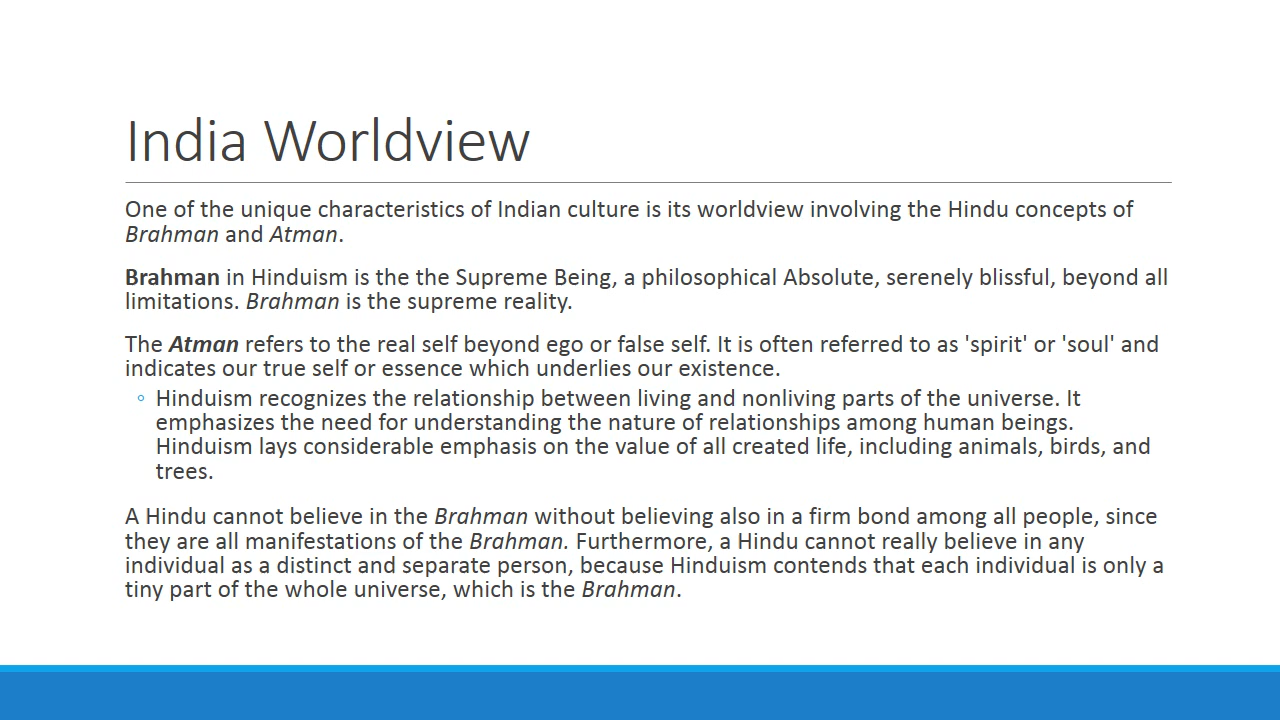 India Worldview
One of the unique characteristics of Indian culture is its worldview involving the Hindu concepts of
Brahman and Atman.
Brahman in Hinduism is the the Supreme Being, a philosophical Absolute, serenely blissful, beyond all
limitations. Brahman is the supreme reality.
The Atman refers to the real self beyond ego or false self. It is often referred to as 'spirit' or 'soul' and
indicates our true self or essence which underlies our existence.
◦ Hinduism recognizes the relationship between living and nonliving parts of the universe. It
emphasizes the need for understanding the nature of relationships among human beings.
Hinduism lays considerable emphasis on the value of all created life, including animals, birds, and
trees.
A Hindu cannot believe in the Brahman without believing also in a firm bond among all people, since
they are all manifestations of the Brahman. Furthermore, a Hindu cannot really believe in any
individual as a distinct and separate person, because Hinduism contends that each individual is only a
tiny part of the whole universe, which is the Brahman.